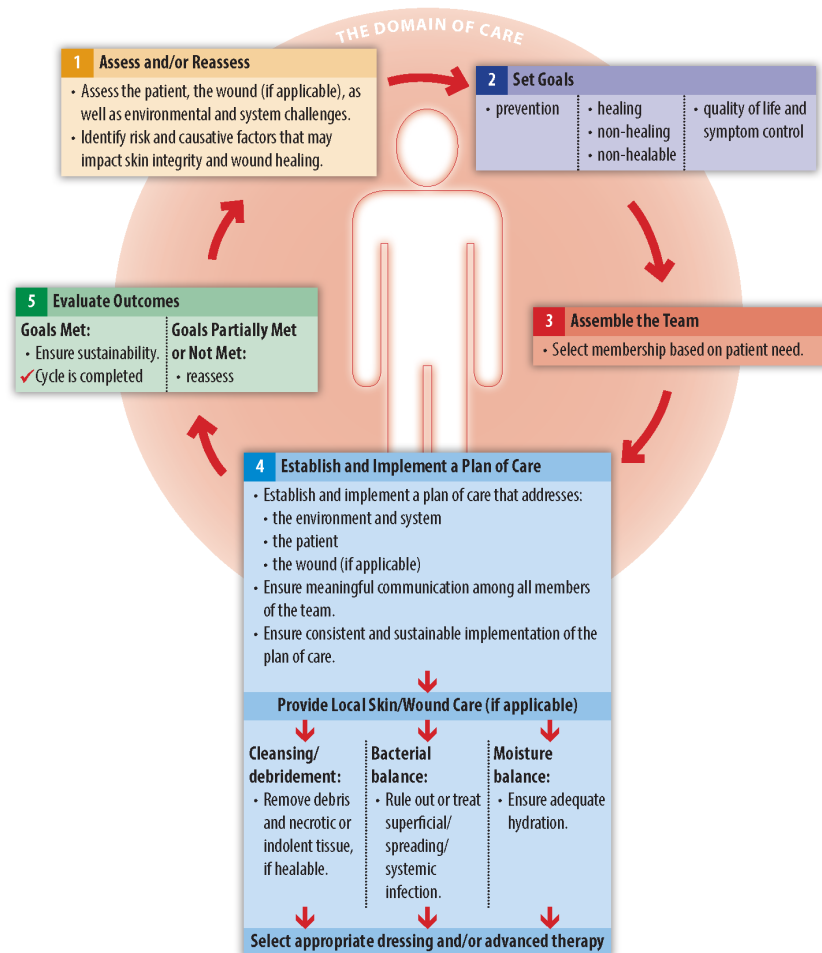 THE DOMAIN OF CARE
1 Assess and/or Reassess
• Assess the patient, the wound (if applicable), as
well as environmental and system challenges.
• Identify risk and causative factors that may
impact skin integrity and wound healing.
2 Set Goals
• prevention
• healing
• non-healing
• non-healable
• quality of life and
symptom control
3 Assemble the Team
• Select membership based on patient need.
4 Establish and Implement a Plan of Care
• Establish and implement a plan of care that addresses:
• the environment and system
• the patient
• the wound (if applicable)
• Ensure meaningful communication among all members
of the team.
• Ensure consistent and sustainable implementation of the
plan of care.
Provide Local Skin/Wound Care (if applicable)
Cleansing/
debridement:
• Remove debris
and necrotic or
indolent tissue,
if healable.
Bacterial
balance:
• Rule out or treat
superficial/
spreading/
systemic
infection.
Moisture
balance:
• Ensure adequate
hydration.
Select appropriate dressing and/or advanced therapy
5 Evaluate Outcomes
Goals Met:
• Ensure sustainability.
✓Cycle is completed
Goals Partially Met
or Not Met:
• reassess